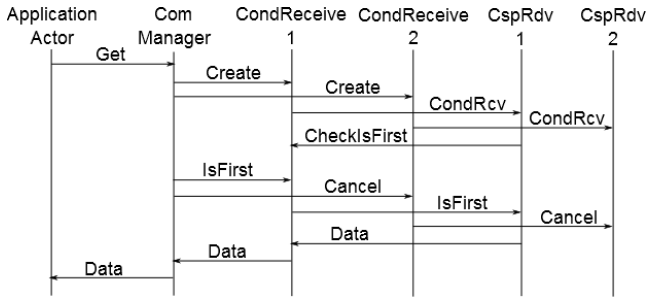 Application Com CondReceive CondReceive CspRdv CspRdv
Actor Manager 1 2 1 2
Get
Create
Create
CondRcv
CondRcv
CheckIsFirst
IsFirst
Cancel
IsFirst
Cancel
Data
Data
Data